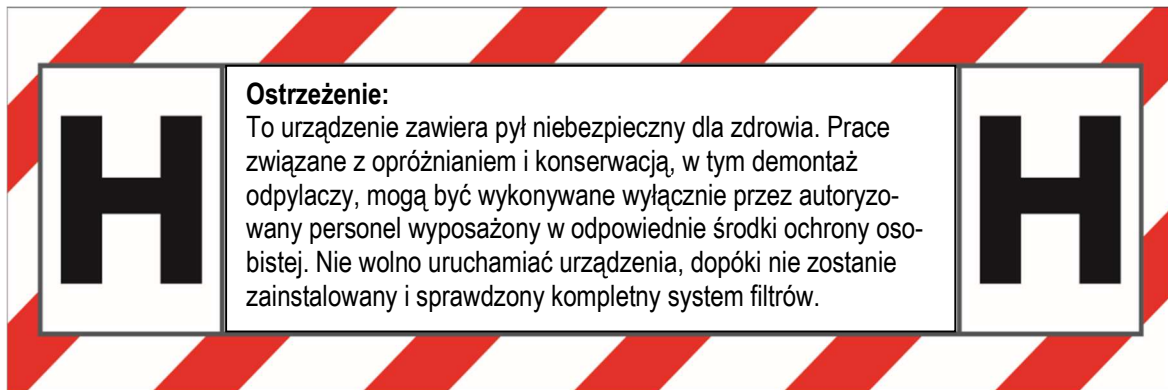 H
Ostrzeżenie:
To urządzenie zawiera pył niebezpieczny dla zdrowia. Prace
związane z opróżnianiem i konserwacją, w tym demontaż
odpylaczy, mogą być wykonywane wyłącznie przez autoryzo-
wany personel wyposażony w odpowiednie środki ochrony oso-
bistej. Nie wolno uruchamiać urządzenia, dopóki nie zostanie
zainstalowany i sprawdzony kompletny system filtrów.
H